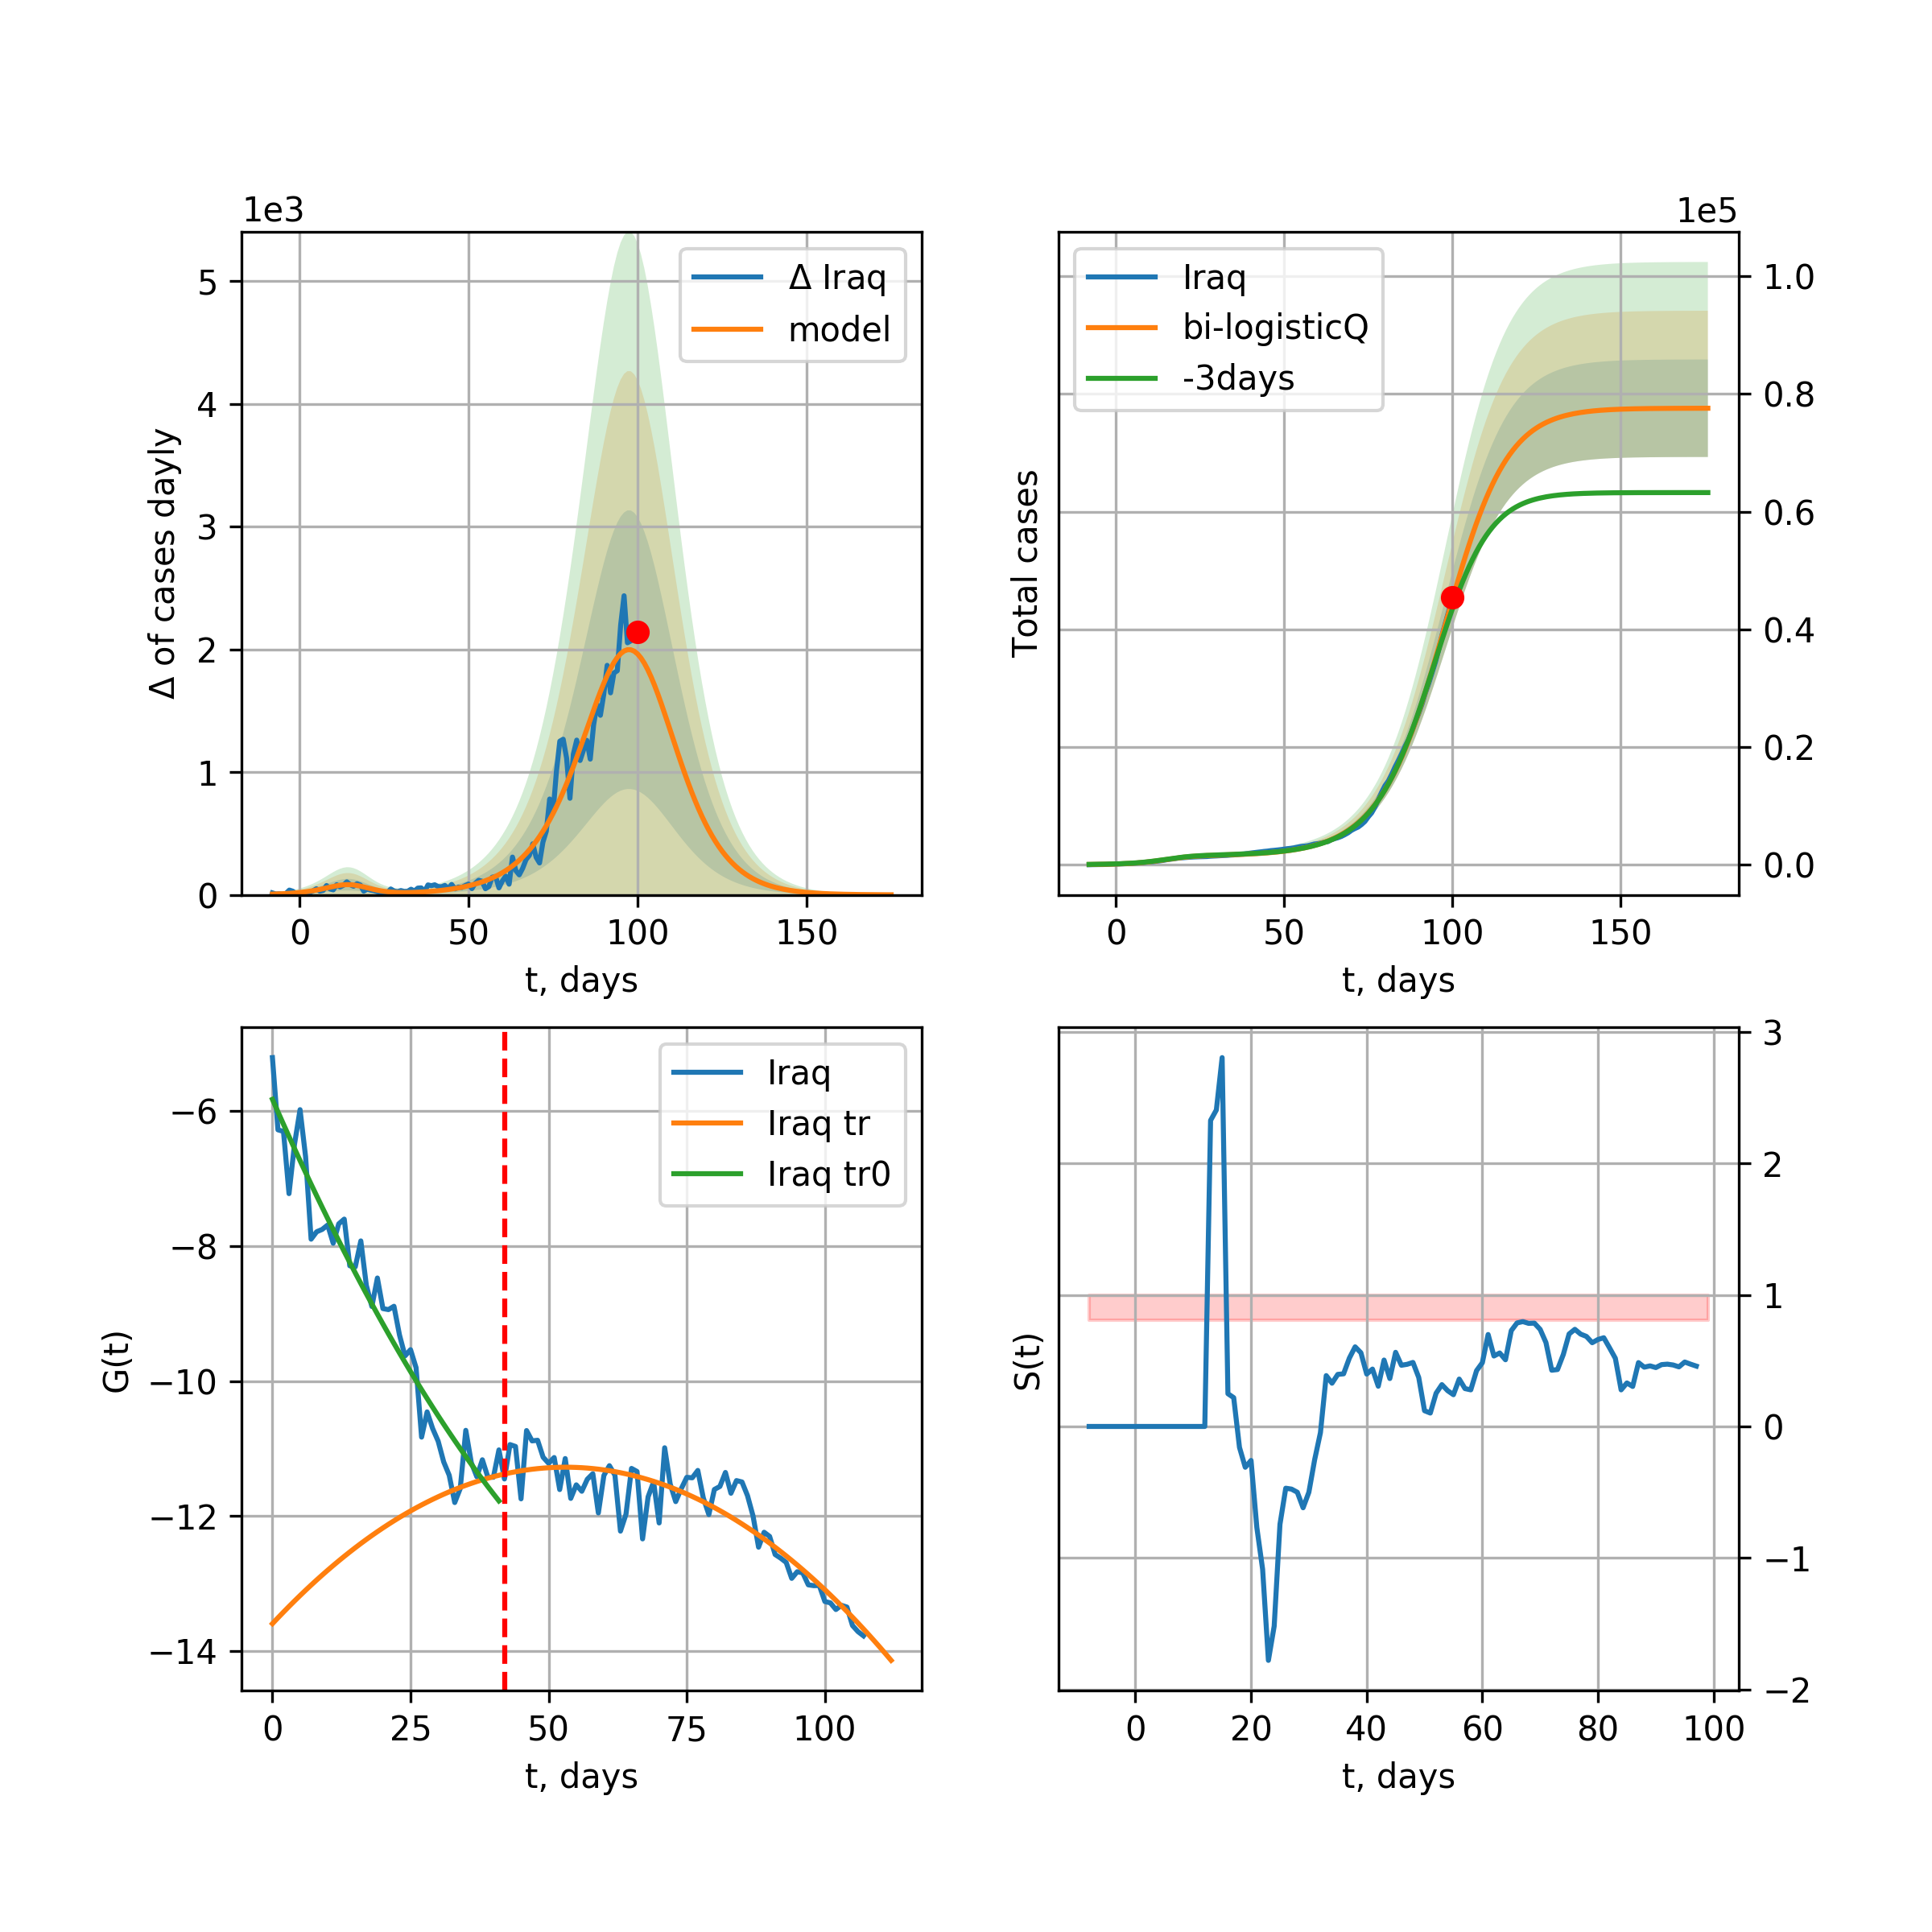 1e3
Δ of cases dayly
5
4
3
2
1
0
Δ Iraq
model
0 50 100 150
t, days
1e5
Total cases
Iraq
bi-logisticQ
-3days
1.0
0.8
0.6
0.4
0.2
0.0
0 50 100 150
t, days
G(t)
−6
−8
−10
−12
−14
Iraq
Iraq tr
Iraq tr0
0 25 50 75 100
t, days
S(t)
3
2
1
0
−1
−2
0 20 40 60 80 100
t, days